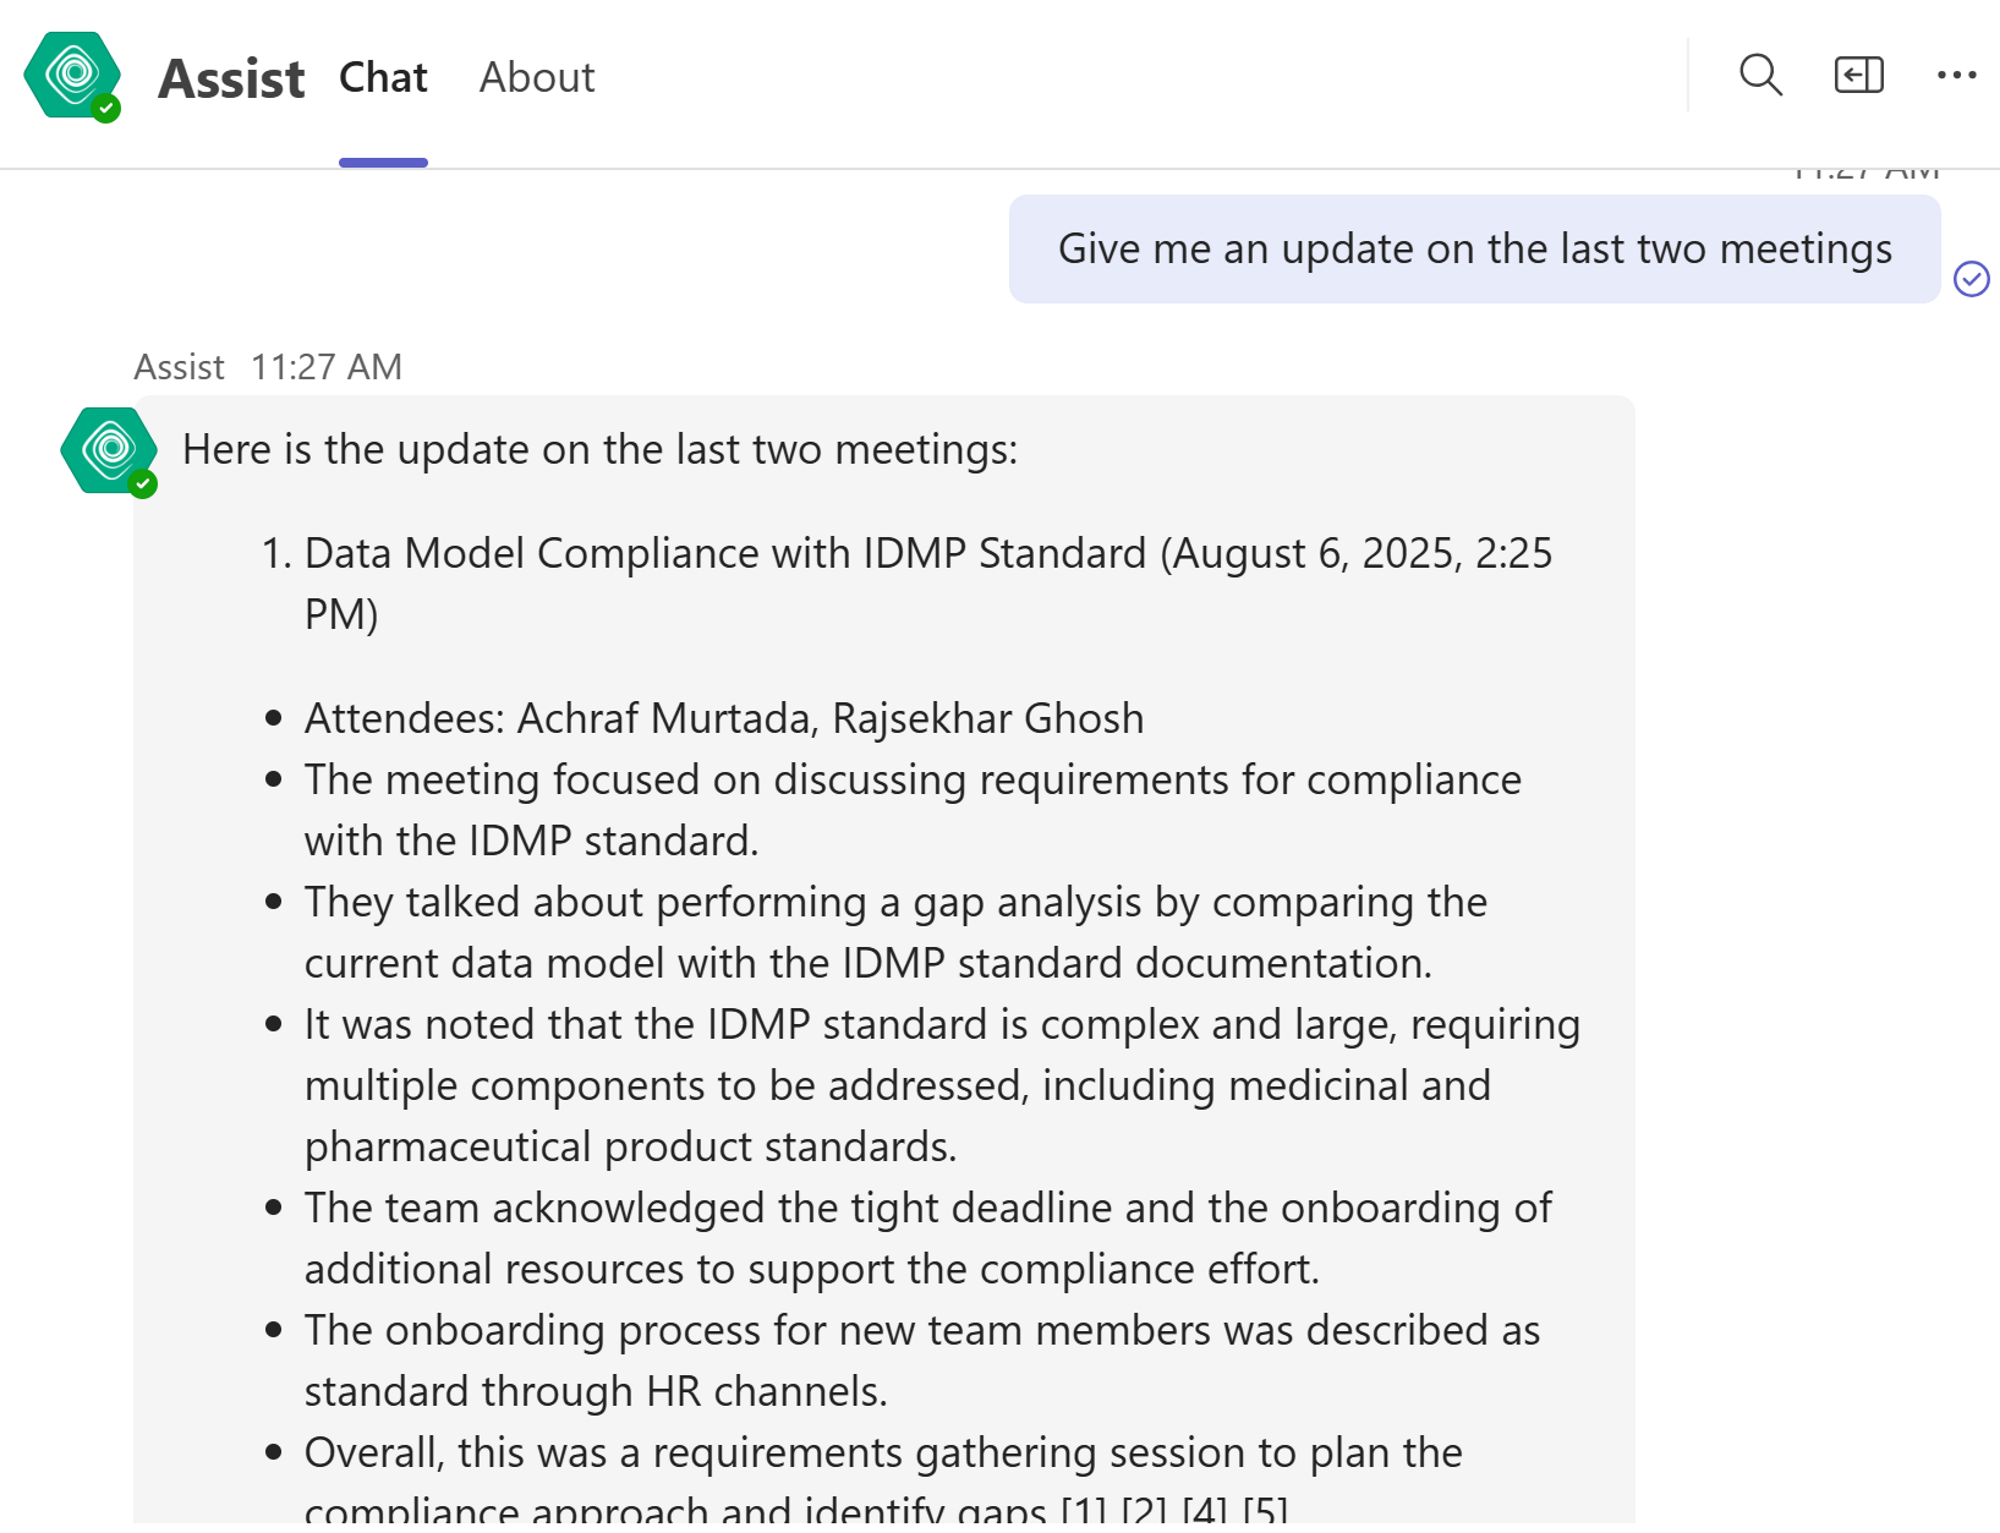 Assist Chat About
11:27 AM
Give me an update on the last two meetings
Assist 11:27 AM
Here is the update on the last two meetings:
1. Data Model Compliance with IDMP Standard (August 6, 2025, 2:25
PM)
• Attendees: Achraf Murtada, Rajsekhar Ghosh
• The meeting focused on discussing requirements for compliance
with the IDMP standard.
• They talked about performing a gap analysis by comparing the
current data model with the IDMP standard documentation.
• It was noted that the IDMP standard is complex and large, requiring
multiple components to be addressed, including medicinal and
pharmaceutical product standards.
• The team acknowledged the tight deadline and the onboarding of
additional resources to support the compliance effort.
• The onboarding process for new team members was described as
standard through HR channels.
• Overall, this was a requirements gathering session to plan the
compliance approach and identify gaps [1] [2] [4] [5]